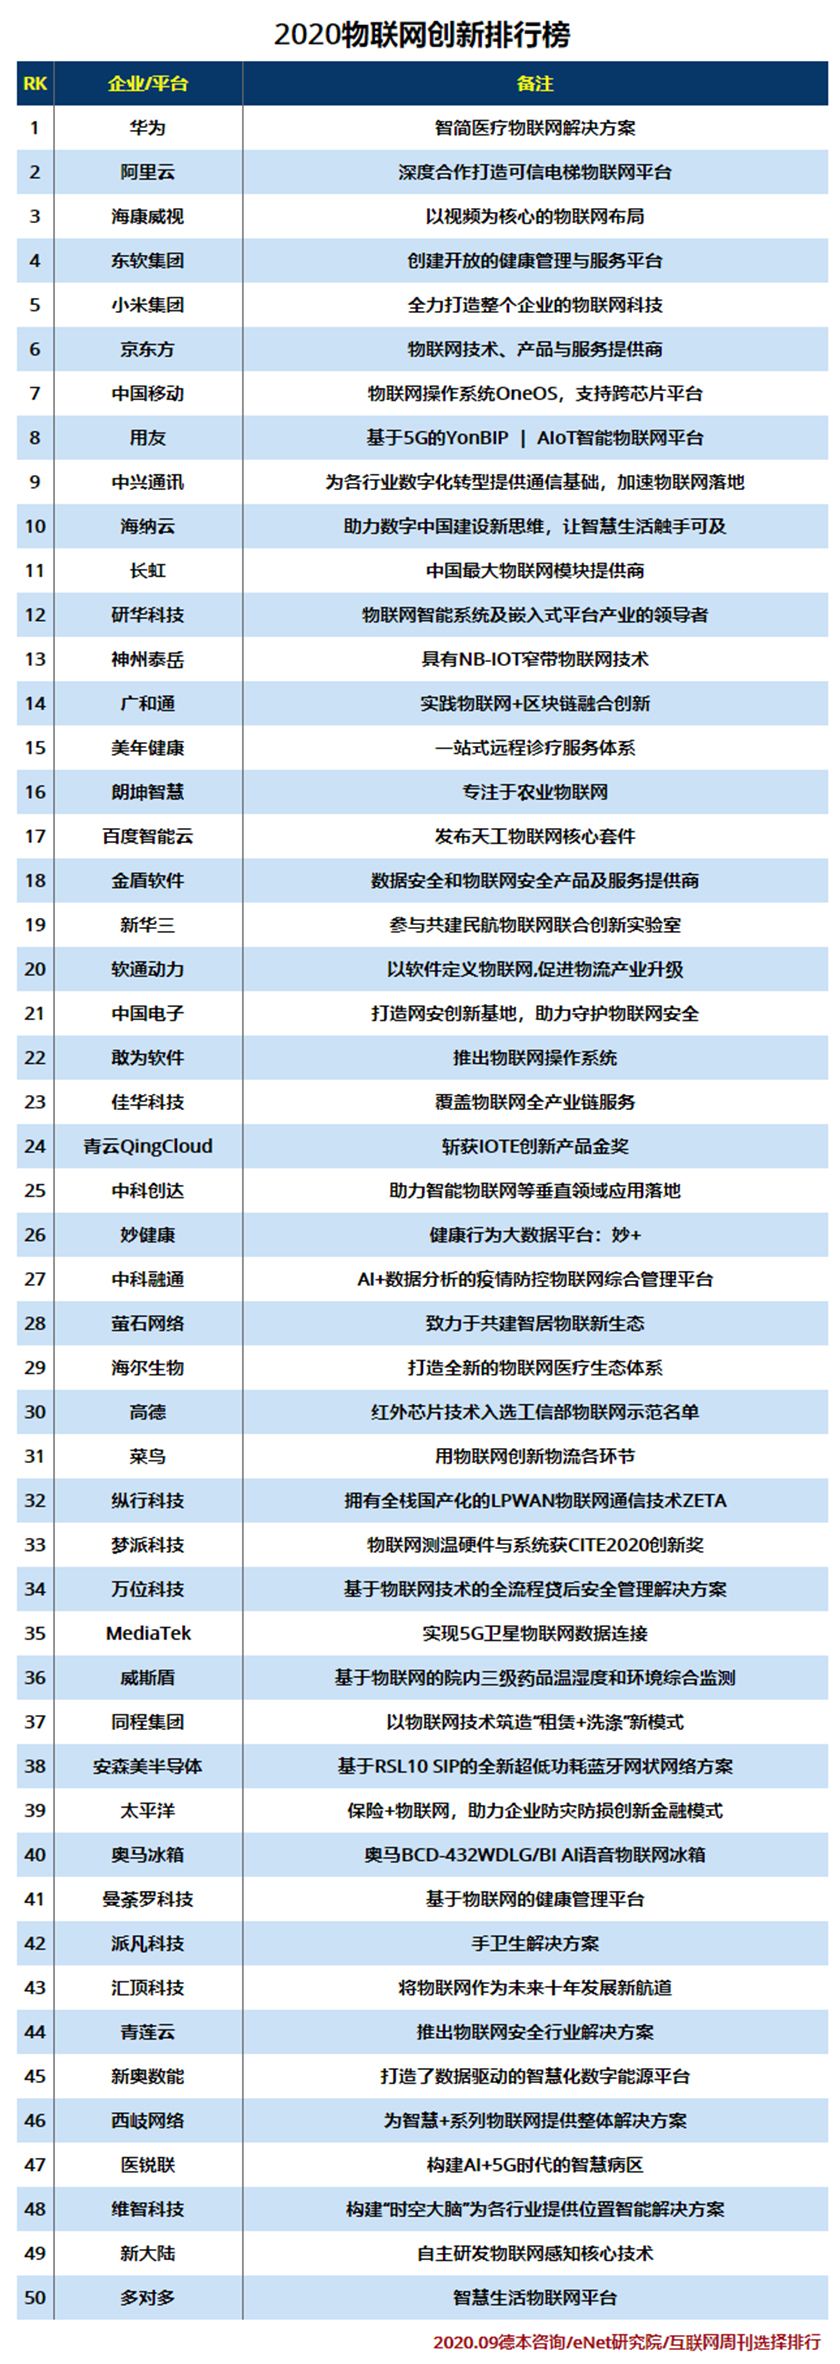 2020物联网创新排行榜
RK 企业/平台 备注
1 华为 智简医疗物联网解决方案
2 阿里云 深度合作打造可信电梯物联网平台
3 海康威视 以视频为核心的物联网布局
4 东软集团 创建开放的健康管理与服务平台
5 小米集团 全力打造整个企业的物联网科技
6 京东方 物联网技术、产品与服务提供商
7 中国移动 物联网操作系统OneOS，支持跨芯片平台
8 用友 基于5G的YonBIP | AIoT智能物联网平台
9 中兴通讯 为各行业数字化转型提供通信基础，加速物联网落地
10 海纳云 助力数字中国建设新思维，让智慧生活触手可及
11 长虹 中国最大物联网模块提供商
12 研华科技 物联网智能系统及嵌入式平台产业的领导者
13 神州泰岳 具有NB-IOT窄带物联网技术
14 广和通 实践物联网+区块链融合创新
15 美年健康 一站式远程诊疗服务体系
16 朗坤智慧 专注于农业物联网
17 百度智能云 发布天工物联网核心套件
18 金盾软件 数据安全和物联网安全产品及服务提供商
19 新华三 参与共建民航物联网联合创新实验室
20 软通动力 以软件定义物联网,促进物流产业升级
21 中国电子 打造网安创新基地，助力守护物联网安全
22 敢为软件 推出物联网操作系统
23 佳华科技 覆盖物联网全产业链服务
24 青云QingCloud 斩获IOTE创新产品金奖
25 中科创达 助力智能物联网等垂直领域应用落地
26 妙健康 健康行为大数据平台：妙+
27 中科融通 AI+数据分析的疫情防控物联网综合管理平台
28 萤石网络 致力于共建智居物联新生态
29 海尔生物 打造全新的物联网医疗生态体系
30 高德 红外芯片技术入选工信部物联网示范名单
31 菜鸟 用物联网创新物流各环节
32 纵行科技 拥有全栈国产化的LPWAN物联网通信技术ZETA
33 梦派科技 物联网测温硬件与系统获CITE2020创新奖
34 万位科技 基于物联网技术的全流程贷后安全管理解决方案
35 MediaTek 实现5G卫星物联网数据连接
36 威斯盾 基于物联网的院内三级药品温湿度和环境综合监测
37 同程集团 以物联网技术筑造“租赁+洗涤”新模式
38 安森美半导体 基于RSL10 SIP的全新超低功耗蓝牙网状网络方案
39 太平洋 保险+物联网，助力企业防灾防损创新金融模式
40 奥马冰箱 奥马BCD-432WDLG/BI AI语音物联网冰箱
41 曼荼罗科技 基于物联网的健康管理平台
42 派凡科技 手卫生解决方案
43 汇顶科技 将物联网作为未来十年发展新航道
44 青莲云 推出物联网安全行业解决方案
45 新奥数能 打造了数据驱动的智慧化数字能源平台
46 西岐网络 为智慧+系列物联网提供整体解决方案
47 医锐联 构建AI+5G时代的智慧病区
48 维智科技 构建“时空大脑”为各行业提供位置智能解决方案
49 新大陆 自主研发物联网感知核心技术
50 多对多 智慧生活物联网平台
2020.09德本咨询/eNet研究院/互联网周刊选择排行